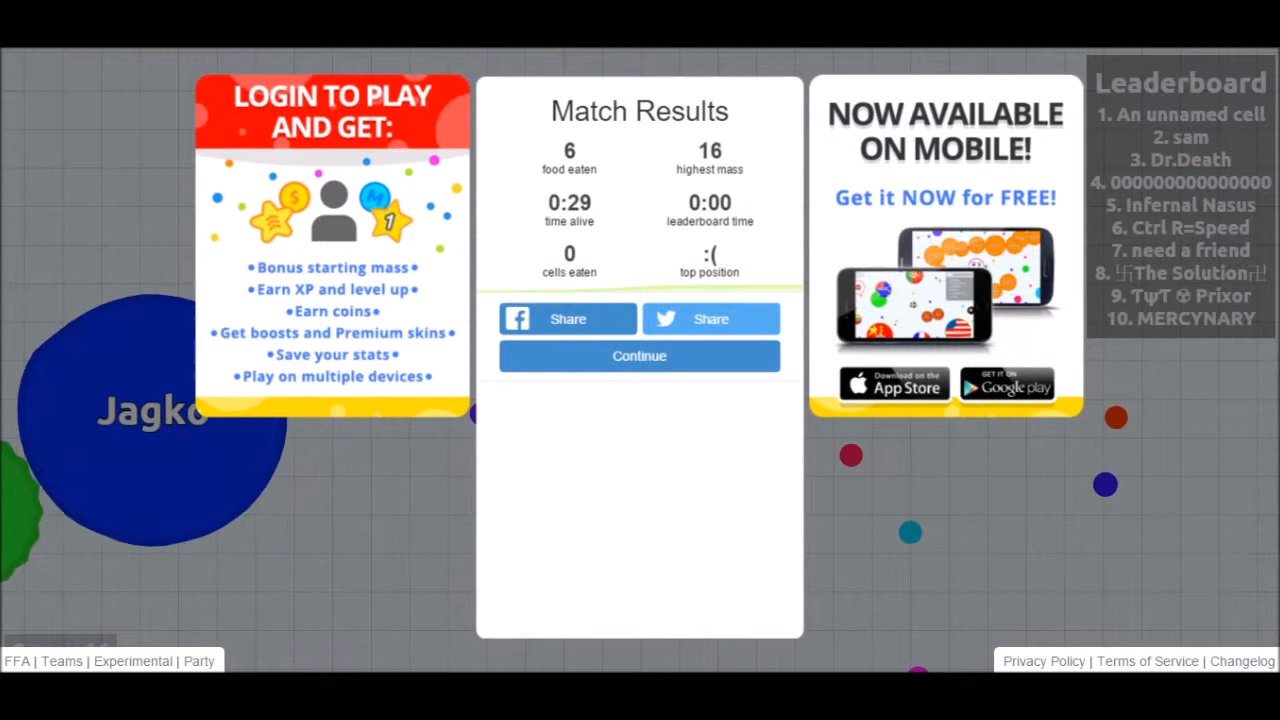 LOGIN TO PLAY
AND GET:
$
1
•Bonus starting mass•
•Earn XP and level up•
•Earn coins•
•Get boosts and Premium skins•
•Save your stats•
•Play on multiple devices•
Match Results
6
food eaten
16
highest mass
0:29
time alive
0:00
leaderboard time
0
cells eaten
:(
top position
Share
Share
Continue
NOW AVAILABLE
ON MOBILE!
Get it NOW for FREE!
Download on the
App Store
GET IT ON
Google play
Leaderboard
1. An unnamed cell
2. sam
3. Dr.Death
4. 000000000000000
5. Infernal Nasus
6. Ctrl R=Speed
7. need a friend
8. 卐The Solution卍
9. ƬψƬ ☢ Prixor
10. MERCYNARY
Jagko
FFA | Teams | Experimental | Party
Privacy Policy | Terms of Service | Changelog